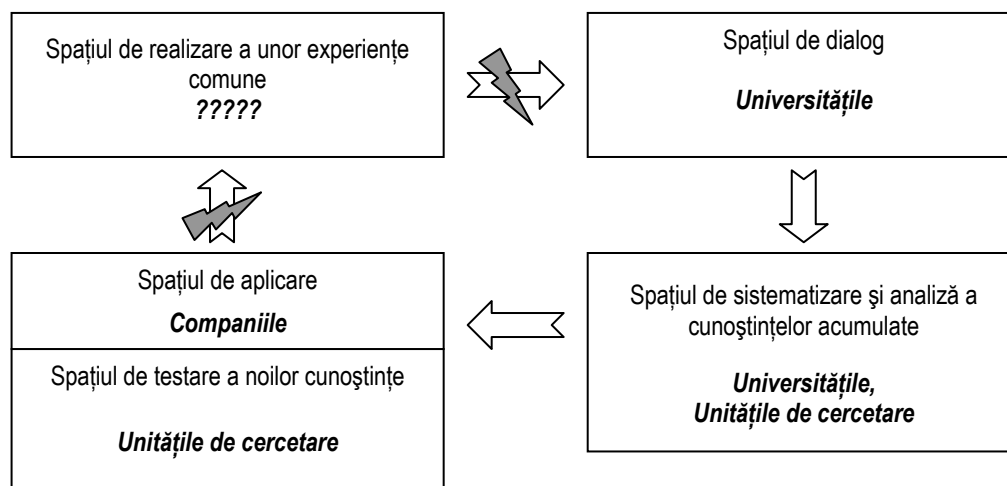 Spațiul de realizare a unor experiențe
comune
?????
Spațiul de dialog
Universitățile
Spațiul de aplicare
Companiile
Spațiul de testare a noilor cunoştințe
Unitățile de cercetare
Spațiul de sistematizare şi analiză a
cunoştințelor acumulate
Universitățile,
Unitățile de cercetare